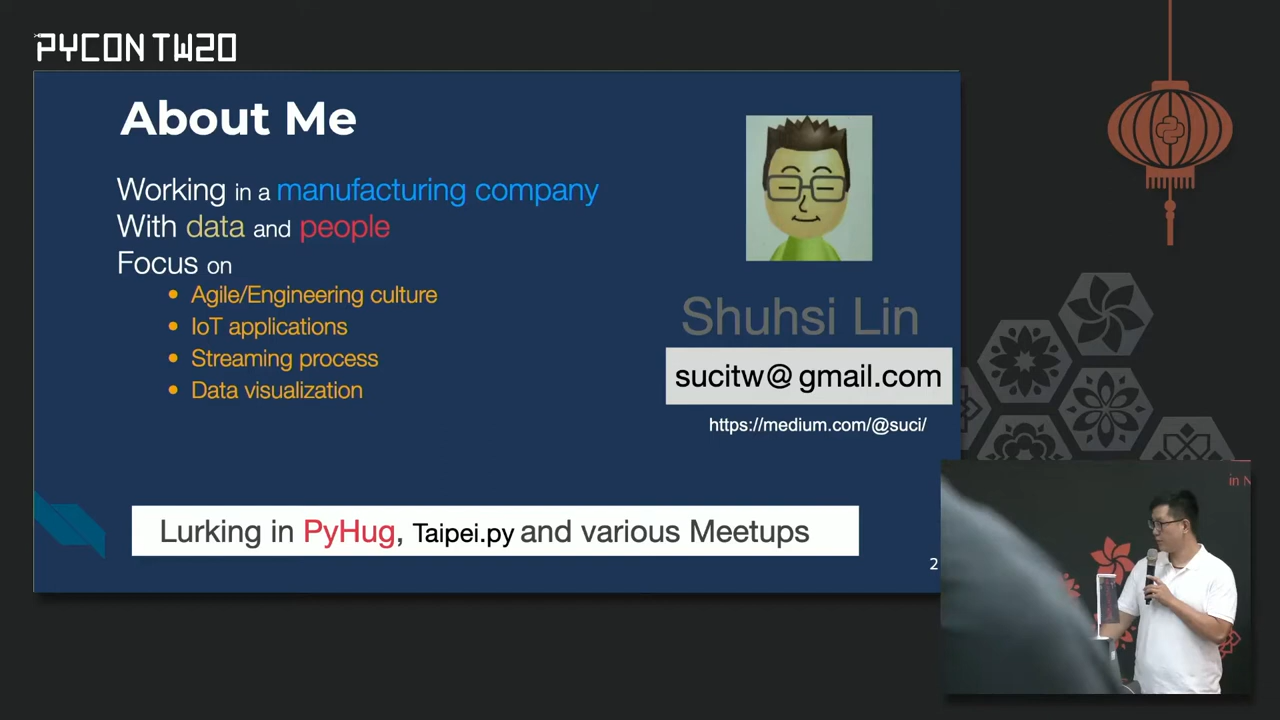 PYCON TW20
About Me
Working in a manufacturing company
With data and people
Focus on
• Agile/Engineering culture
• IoT applications
• Streaming process
• Data visualization
Shuhsi Lin
sucitw@ gmail.com
https://medium.com/@suci/
Lurking in PyHug, Taipei.py and various Meetups
2
in